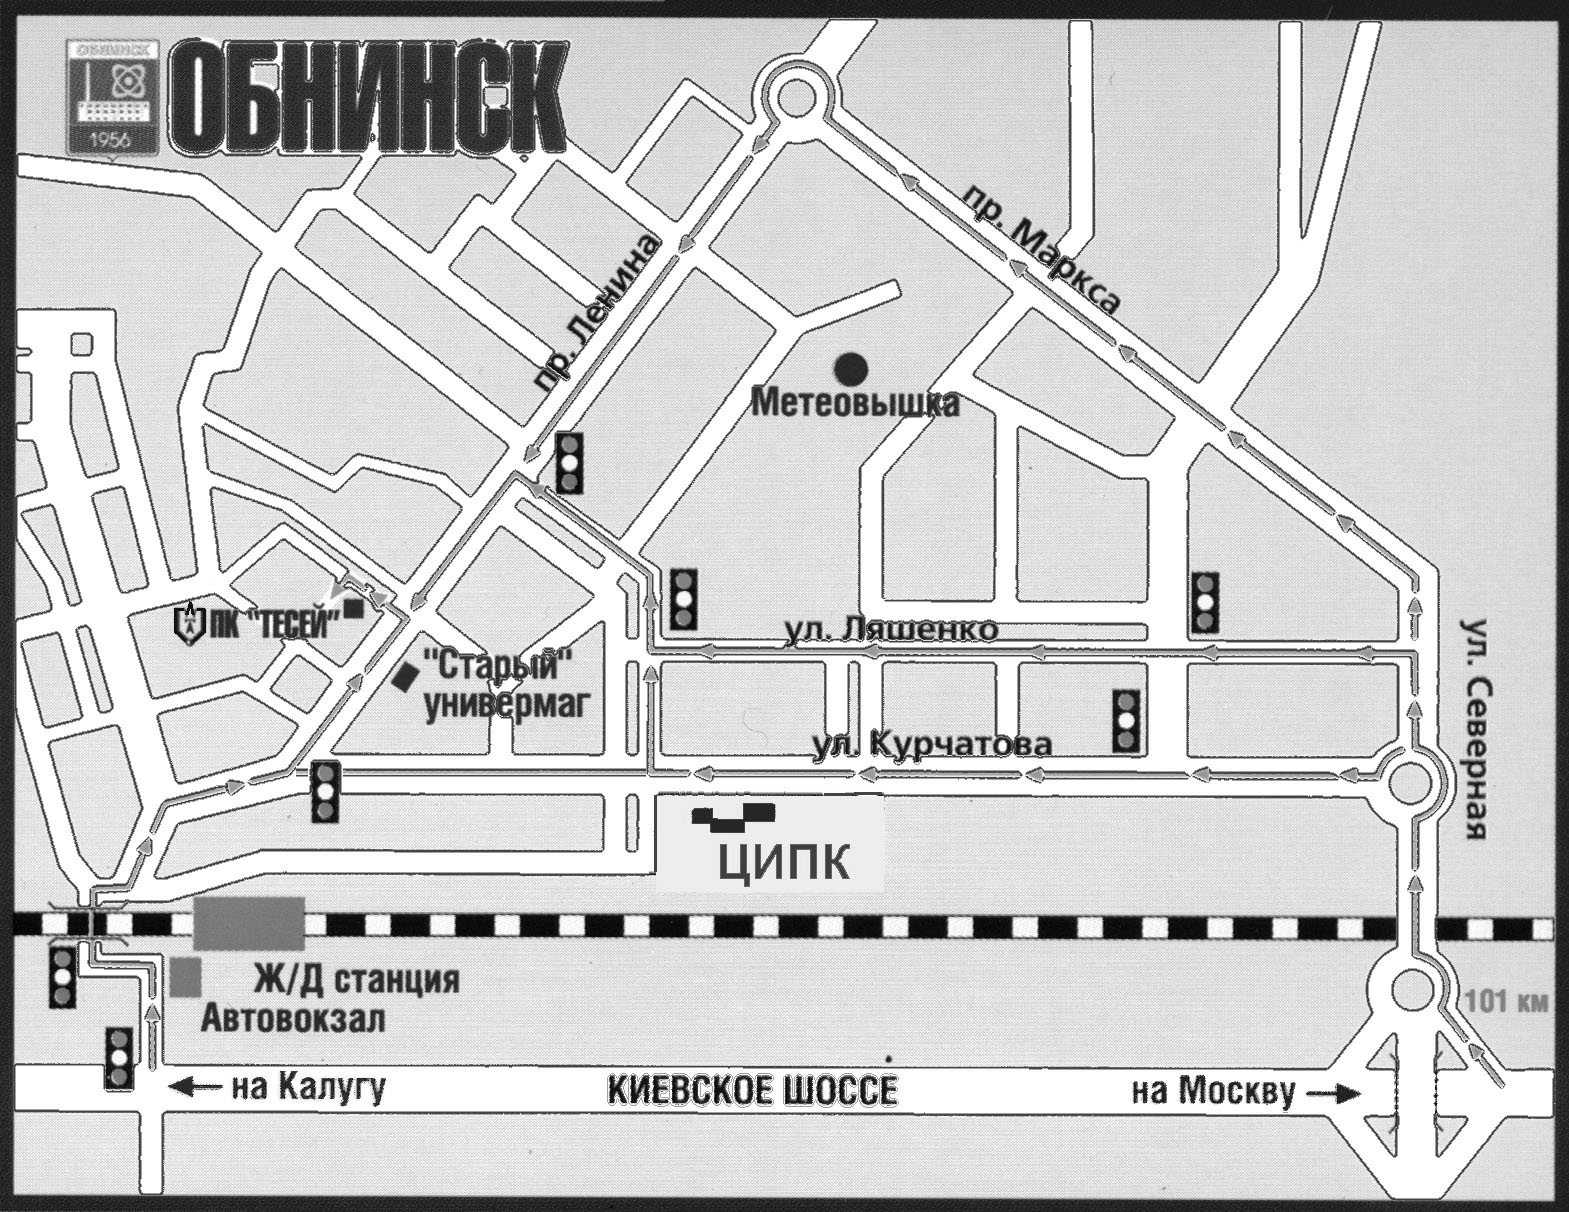 ОБНИНСК
1956
ОБНИНСК
пр. Маркса
пр. Ленина
Метеовышка
ПК "ТЕСЕЙ"
"Старый"
универмаг
ул. Ляшенко
ул. Северная
ул. Курчатова
ЦИПК
Ж/Д станция
Автовокзал
101 км
на Калугу
КИЕВСКОЕ ШОССЕ
на Москву